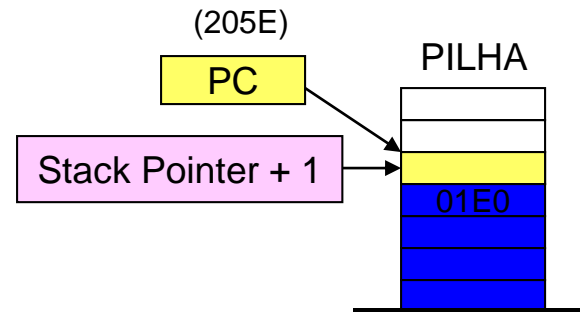 (205E)
PC
PILHA
Stack Pointer + 1
01E0